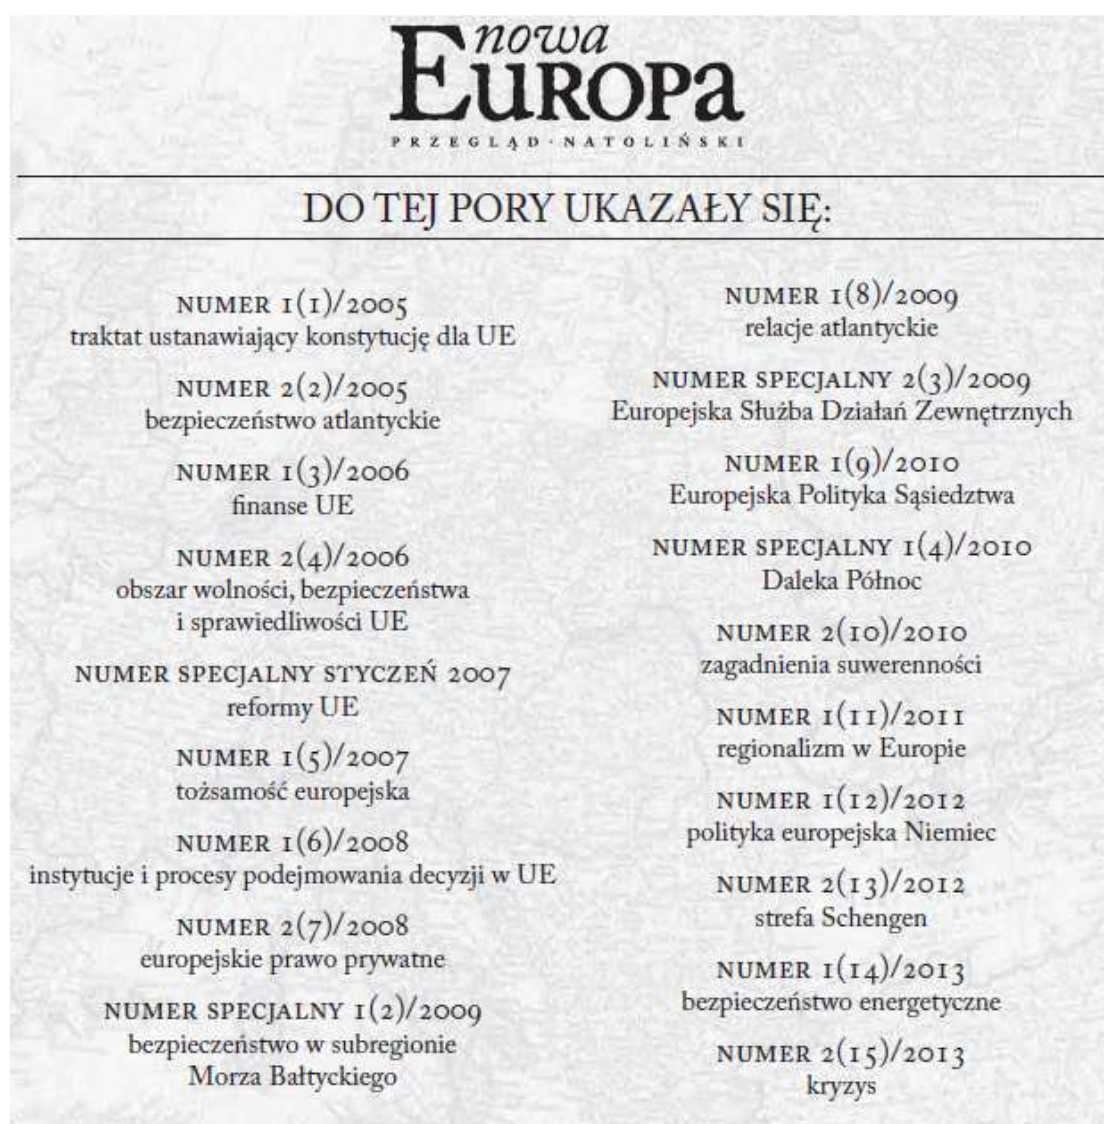 nowa
EUROPA
PRZEGLĄD·NATOLIŃSKI
DO TEJ PORY UKAZAŁY SIĘ:
NUMER 1(1)/2005
traktat ustanawiający konstytucję dla UE
NUMER 2(2)/2005
bezpieczeństwo atlantyckie
NUMER 1(3)/2006
finanse UE
NUMER 2(4)/2006
obszar wolności, bezpieczeństwa
i sprawiedliwości UE
NUMER SPECJALNY STYCZEŃ 2007
reformy UE
NUMER 1(5)/2007
tożsamość europejska
NUMER 1(6)/2008
instytucje i procesy podejmowania decyzji w UE
NUMER 2(7)/2008
europejskie prawo prywatne
NUMER SPECJALNY 1(2)/2009
bezpieczeństwo w subregionie
Morza Bałtyckiego
NUMER 1(8)/2009
relacje atlantyckie
NUMER SPECJALNY 2(3)/2009
Europejska Służba Działań Zewnętrznych
NUMER 1(9)/2010
Europejska Polityka Sąsiedztwa
NUMER SPECJALNY 1(4)/2010
Daleka Północ
NUMER 2(10)/2010
zagadnienia suwerenności
NUMER 1(11)/2011
regionalizm w Europie
NUMER 1(12)/2012
polityka europejska Niemiec
NUMER 2(13)/2012
strefa Schengen
NUMER 1(14)/2013
bezpieczeństwo energetyczne
NUMER 2(15)/2013
kryzys